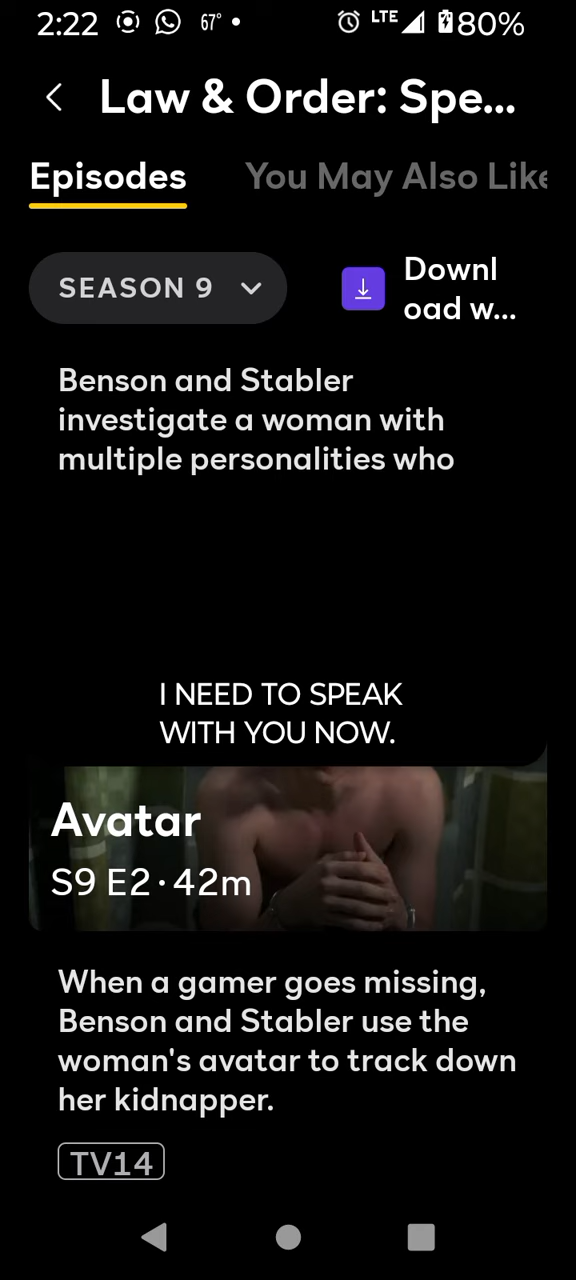 2:22 67° • LTE 80%
Law & Order: Spe...
Episodes You May Also Like
SEASON 9
Downl
oad w...
Benson and Stabler
investigate a woman with
multiple personalities who
I NEED TO SPEAK
WITH YOU NOW.
Avatar
S9 E2 · 42m
When a gamer goes missing,
Benson and Stabler use the
woman's avatar to track down
her kidnapper.
TV14